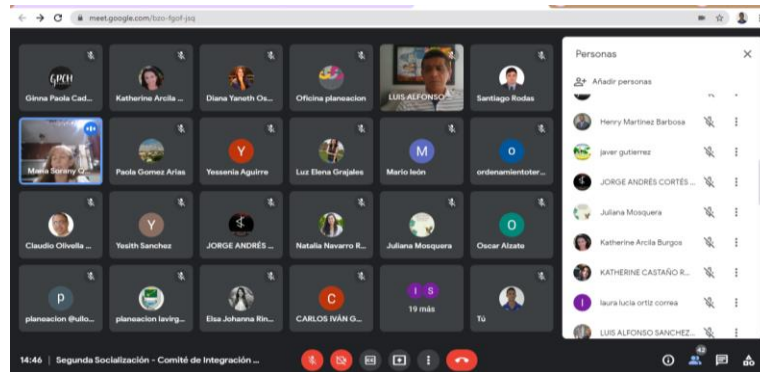 meet.google.com/bzo-fgof-jsq
GPCH
Ginna Paola Cad...
Katherine Arcila ...
Diana Yaneth Os...
Oficina planeacion
LUIS ALFONSO ...
Santiago Rodas
Maria Sorany Q...
Paola Gomez Arias
Y
Yessenia Aguirre
Luz Elena Grajales
M
Mario león
o
ordenamientoter...
Claudio Olivella ...
Y
Yesith Sanchez
JORGE ANDRÉS ...
Natalia Navarro R...
Juliana Mosquera
O
Oscar Alzate
p
planeacion @ullo...
planeacion lavirg...
Elsa Johanna Rin...
C
CARLOS IVÁN G...
I S
19 más
Tú
Personas
Añadir personas
Henry Martinez Barbosa
javer gutierrez
JORGE ANDRÉS CORTÉS ...
Juliana Mosquera
Katherine Arcila Burgos
KATHERINE CASTAÑO R...
l
laura lucia ortiz correa
LUIS ALFONSO SANCHEZ...
14:46 | Segunda Socialización - Comité de Integración ...
42